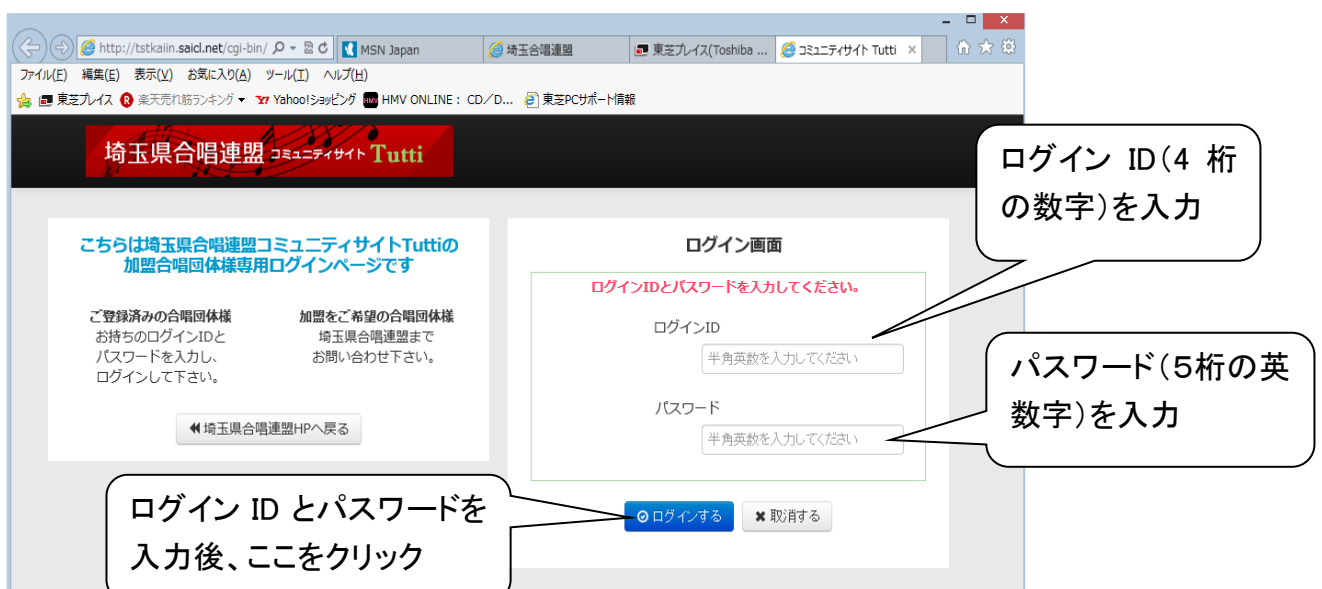 http://tstkaiin.saicl.net/cgi-bin/
MSN Japan
埼玉合唱連盟
東芝プレイス(Toshiba ...
コミュニティサイト Tutti
ファイル(F) 編集(E) 表示(V) お気に入り(A) ツール(T) ヘルプ(H)
東芝プレイス 楽天売れ筋ランキング Yahoo!ショッピング HMV ONLINE: CD/D... 東芝PCサポート情報
埼玉県合唱連盟 コミュニティサイト Tutti
こちらは埼玉県合唱連盟コミュニティサイトTuttiの
加盟合唱団体様専用ログインページです
ご登録済みの合唱団体様
お持ちのログインIDと
パスワードを入力し、
ログインして下さい。
加盟をご希望の合唱団体様
埼玉県合唱連盟まで
お問い合わせ下さい。
埼玉県合唱連盟HPへ戻る
ログイン画面
ログインIDとパスワードを入力してください。
ログインID
半角英数を入力してください
パスワード
半角英数を入力してください
ログインする
取消する
ログイン ID(4 桁
の数字)を入力
パスワード(5桁の英
数字)を入力
ログイン ID とパスワードを
入力後、ここをクリック